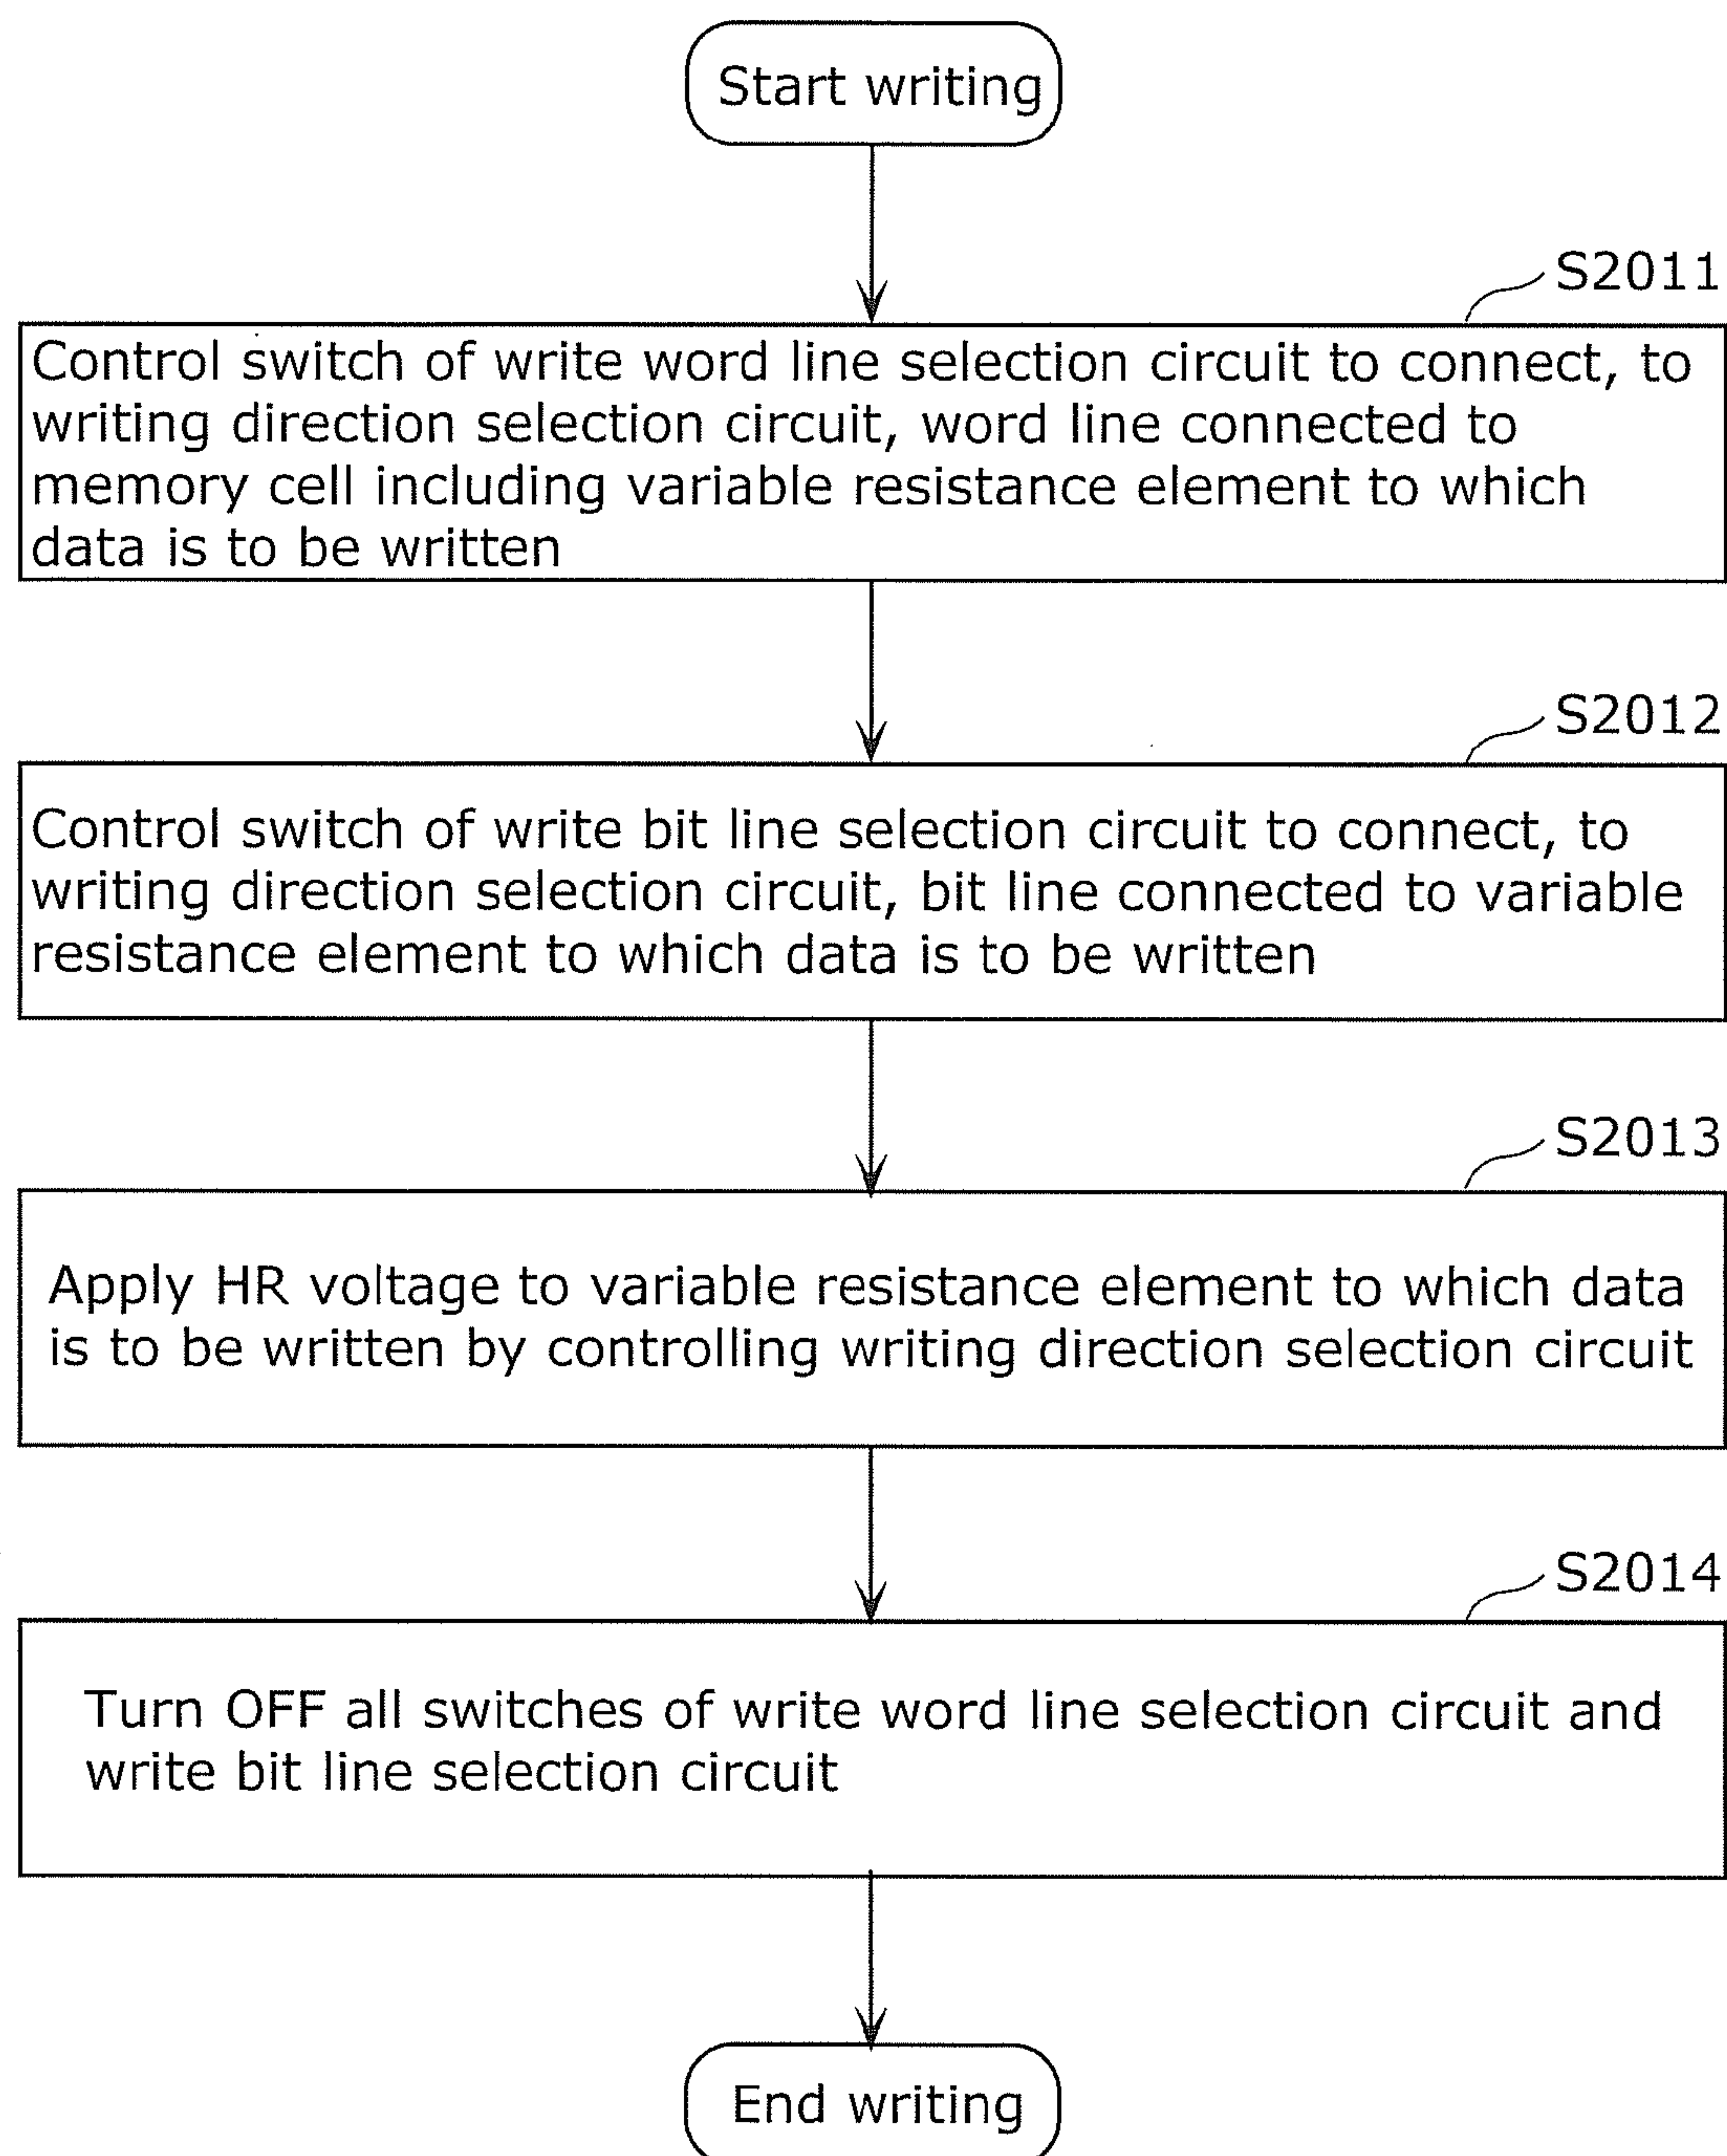 Start writing
S2011
Control switch of write word line selection circuit to connect, to
writing direction selection circuit, word line connected to
memory cell including variable resistance element to which
data is to be written
S2012
Control switch of write bit line selection circuit to connect, to
writing direction selection circuit, bit line connected to variable
resistance element to which data is to be written
S2013
Apply HR voltage to variable resistance element to which data
is to be written by controlling writing direction selection circuit
S2014
Turn OFF all switches of write word line selection circuit and
write bit line selection circuit
End writing